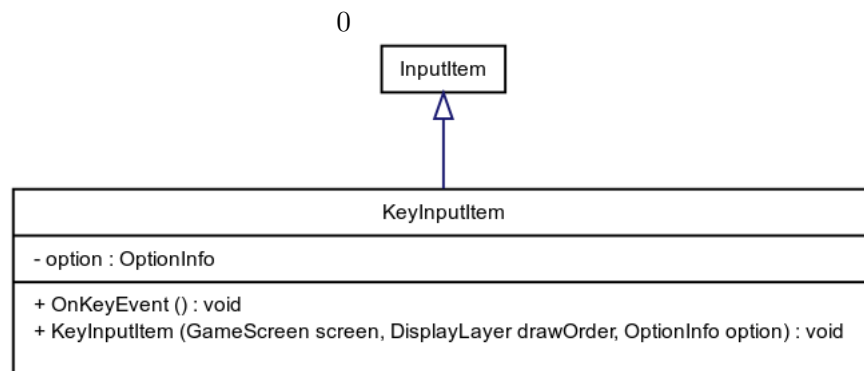 0
InputItem
KeyInputItem
- option : OptionInfo
+ OnKeyEvent () : void
+ KeyInputItem (GameScreen screen, DisplayLayer drawOrder, OptionInfo option) : void